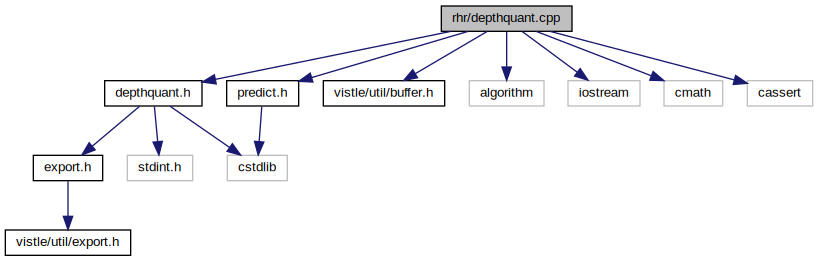 rhr/depthquant.cpp
depthquant.h
predict.h
vistle/util/buffer.h
algorithm
iostream
cmath
cassert
export.h
stdint.h
cstdlib
vistle/util/export.h